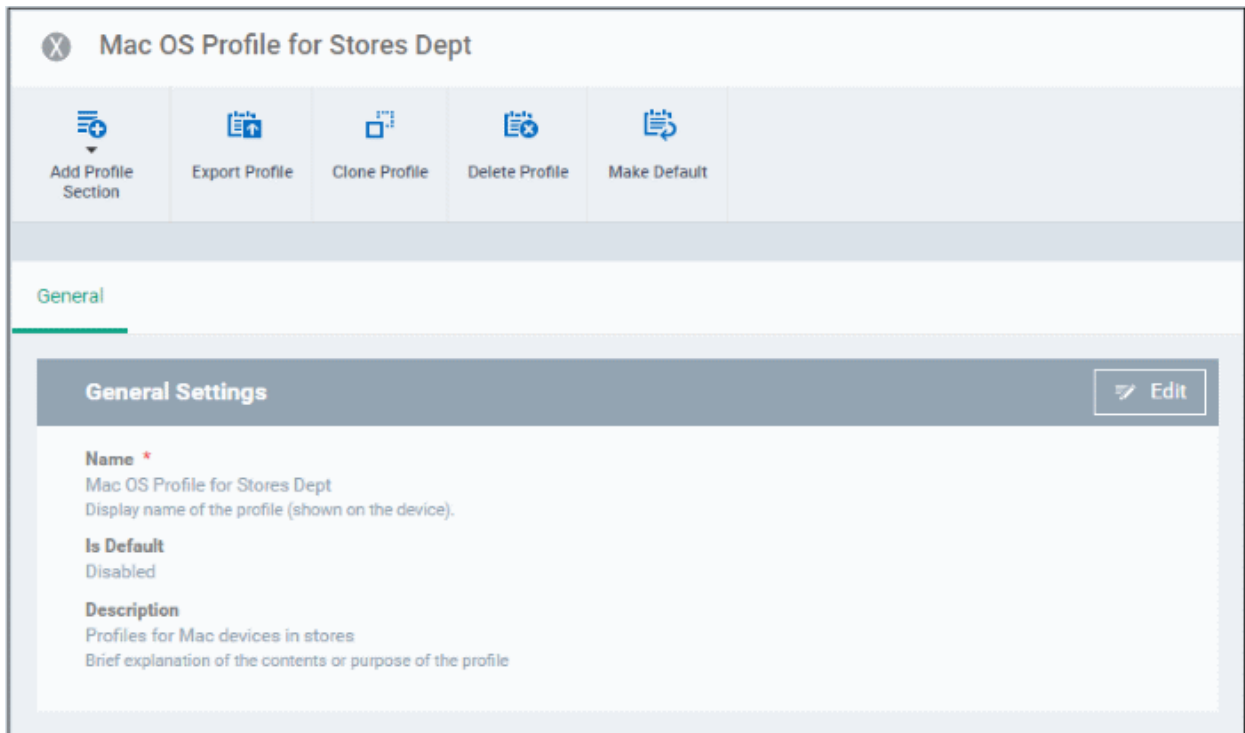 Mac OS Profile for Stores Dept
Add Profile
Section
Export Profile
Clone Profile
Delete Profile
Make Default
General
General Settings
Edit
Name *
Mac OS Profile for Stores Dept
Display name of the profile (shown on the device).
Is Default
Disabled
Description
Profiles for Mac devices in stores
Brief explanation of the contents or purpose of the profile